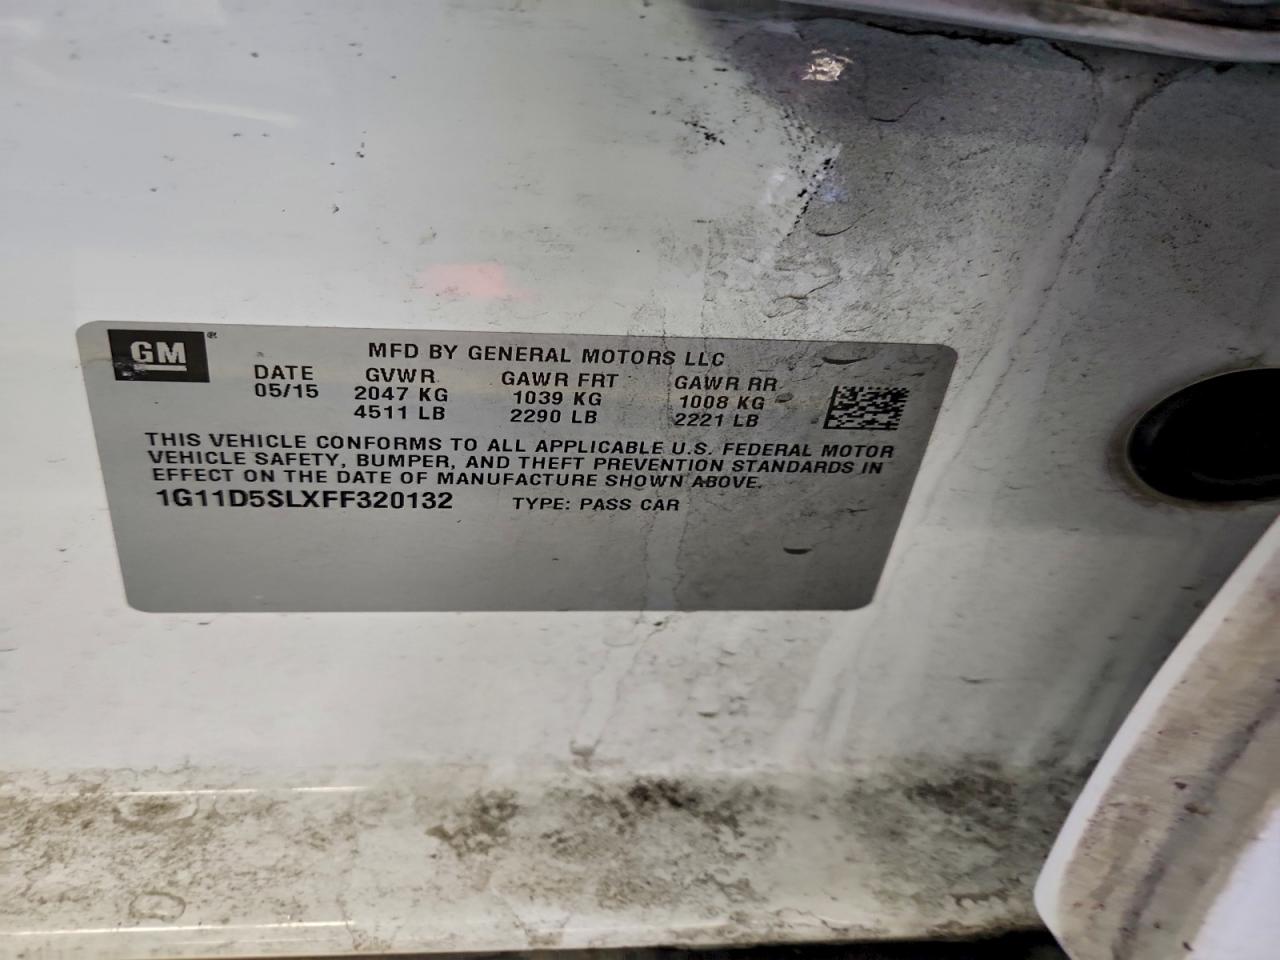 GM ®
MFD BY GENERAL MOTORS LLC
DATE GVWR GAWR FRT GAWR RR
05/15 2047 KG 1039 KG 1008 KG
4511 LB 2290 LB 2221 LB
THIS VEHICLE CONFORMS TO ALL APPLICABLE U.S. FEDERAL MOTOR
VEHICLE SAFETY, BUMPER, AND THEFT PREVENTION STANDARDS IN
EFFECT ON THE DATE OF MANUFACTURE SHOWN ABOVE.
1G11D5SLXFF320132 TYPE: PASS CAR